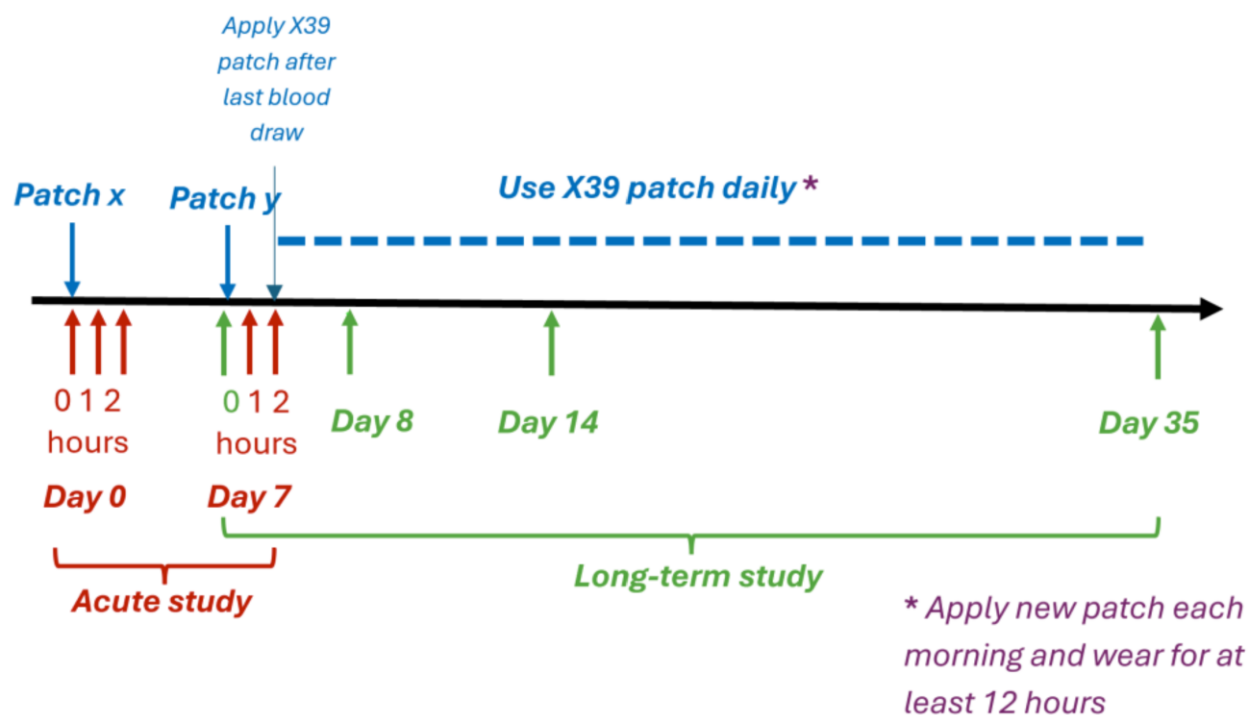 Apply X39
patch after
last blood
draw
Patch x
Patch y
Use X39 patch daily *
0 1 2
hours
Day 0
0 1 2
hours
Day 7
Day 8
Day 14
Day 35
Acute study
Long-term study
* Apply new patch each
morning and wear for at
least 12 hours